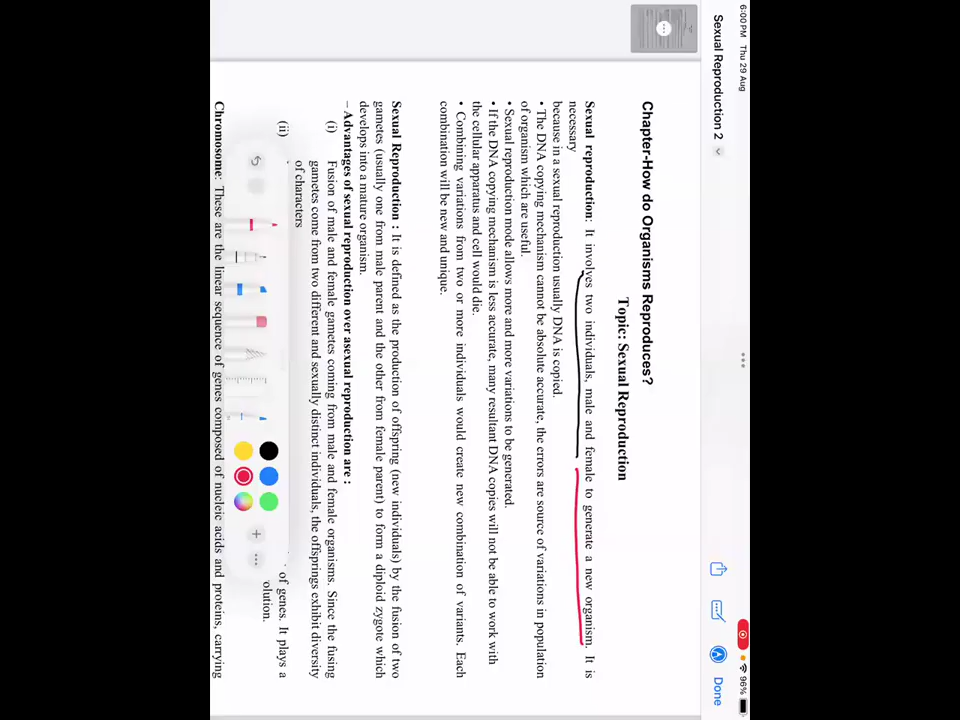 6:00 PM Thu 29 Aug
96%
Sexual Reproduction 2
Done
Chapter-How do Organisms Reproduces?
Topic: Sexual Reproduction
Sexual reproduction: It involves two individuals, male and female to generate a new organism. It is
necessary
because in a sexual reproduction usually DNA is copied.
• The DNA copying mechanism cannot be absolute accurate, the errors are source of variations in population
of organism which are useful.
• Sexual reproduction mode allows more and more variations to be generated.
• If the DNA copying mechanism is less accurate, many resultant DNA copies will not be able to work with
the cellular apparatus and cell would die.
• Combining variations from two or more individuals would create new combination of variants. Each
combination will be new and unique.
Sexual Reproduction : It is defined as the production of offspring (new individuals) by the fusion of two
gametes (usually one from male parent and the other from female parent) to form a diploid zygote which
develops into a mature organism.
– Advantages of sexual reproduction over asexual reproduction are :
(i) Fusion of male and female gametes coming from male and female organisms. Since the fusing
gametes come from two different and sexually distinct individuals, the offsprings exhibit diversity
of characters
(ii) of genes. It plays a
olution.
Chromosome: These are the linear sequence of genes composed of nucleic acids and proteins, carrying